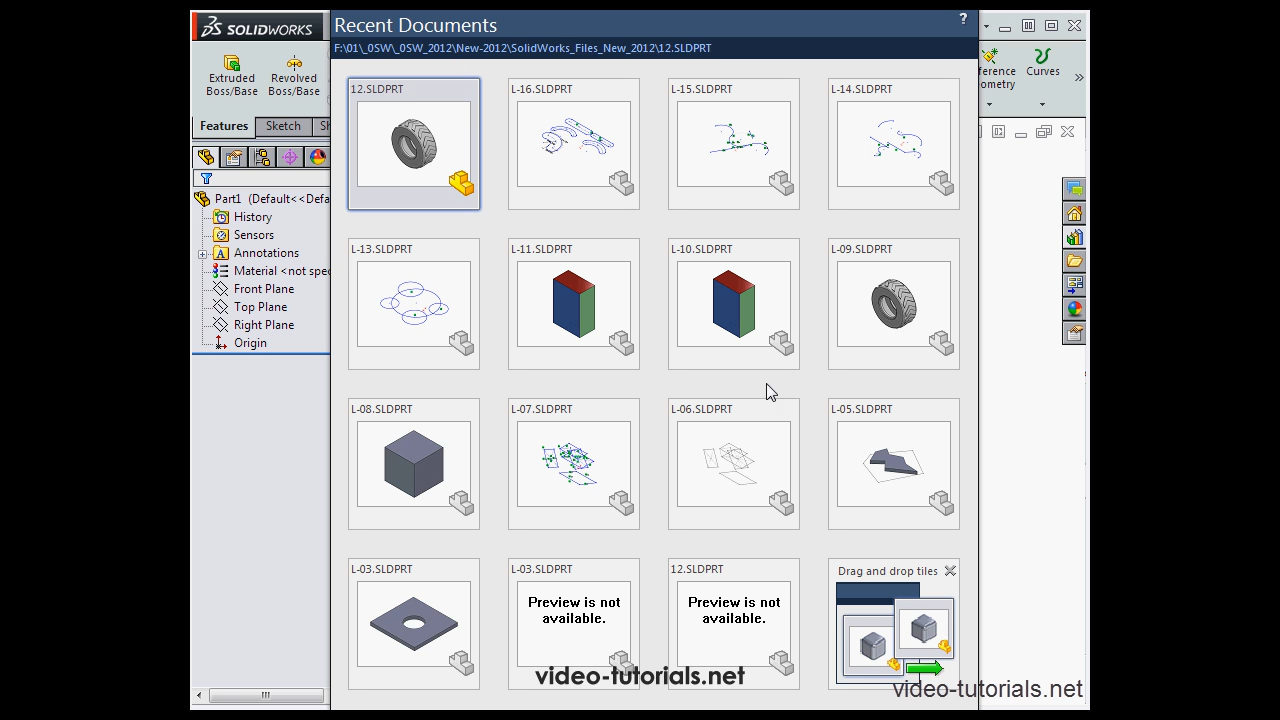 SOLIDWORKS
Recent Documents
?
F:\01\_0SW\_0SW_2012\New-2012\SolidWorks_Files_New_2012\12.SLDPRT
Extruded
Boss/Base
Revolved
Boss/Base
ference
ometry
Curves
»
Features
Sketch
Sh
Part1 (Default<<Defa
History
Sensors
Annotations
Material <not spec
Front Plane
Top Plane
Right Plane
Origin
12.SLDPRT
L-16.SLDPRT
L-15.SLDPRT
L-14.SLDPRT
L-13.SLDPRT
L-11.SLDPRT
L-10.SLDPRT
L-09.SLDPRT
L-08.SLDPRT
L-07.SLDPRT
L-06.SLDPRT
L-05.SLDPRT
L-03.SLDPRT
L-03.SLDPRT
Preview is not
available.
12.SLDPRT
Preview is not
available.
Drag and drop tiles
video-tutorials.net
video-tutorials.net